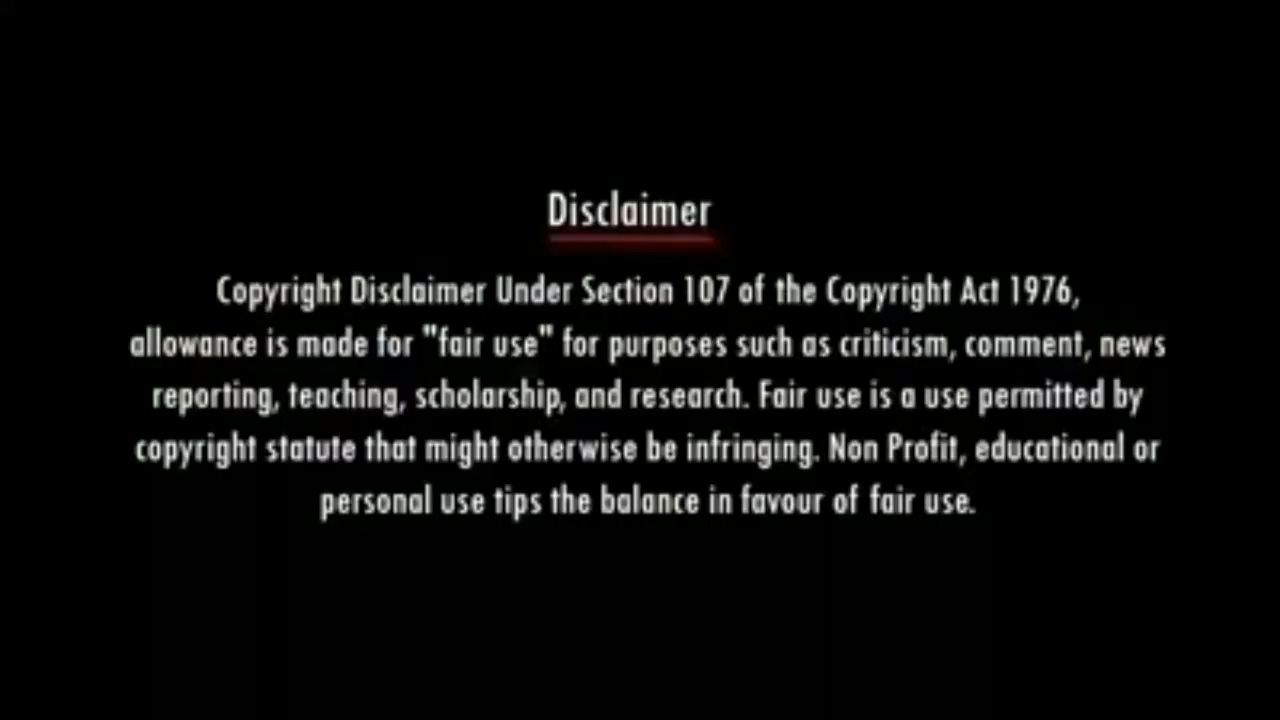 Disclaimer
Copyright Disclaimer Under Section 107 of the Copyright Act 1976,
allowance is made for "fair use" for purposes such as criticism, comment, news
reporting, teaching, scholarship, and research. Fair use is a use permitted by
copyright statute that might otherwise be infringing. Non Profit, educational or
personal use tips the balance in favour of fair use.